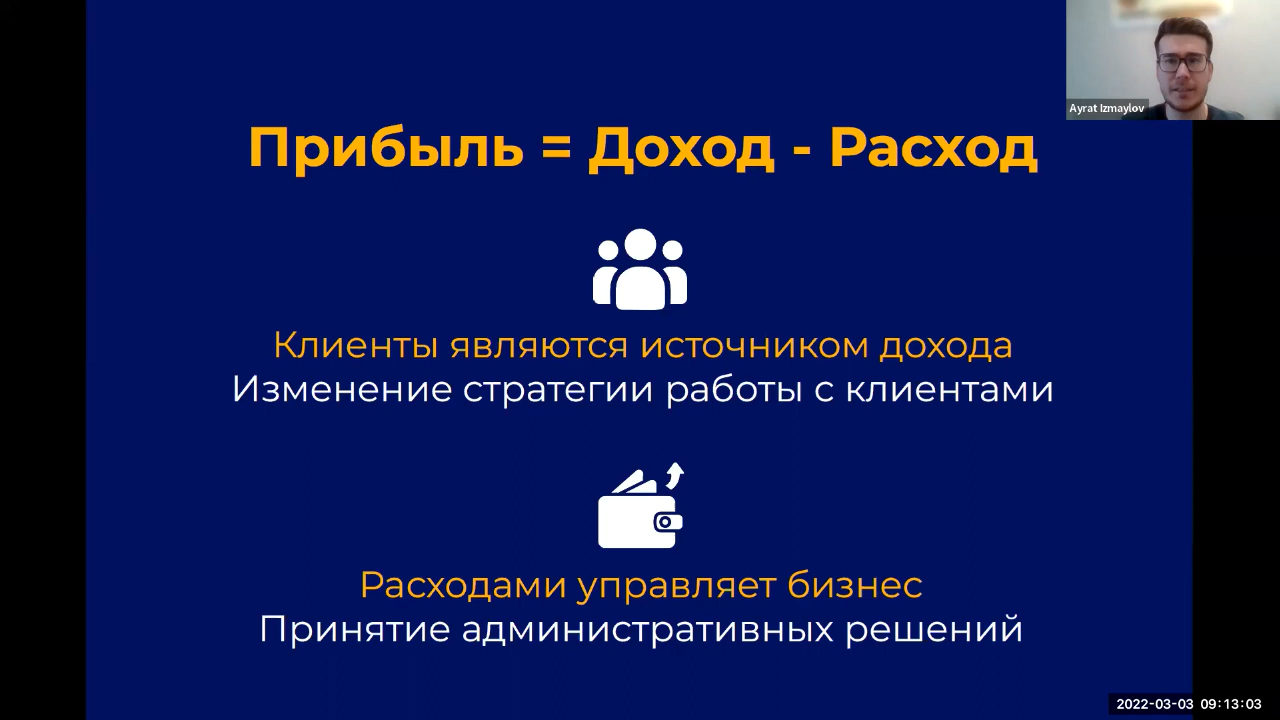 Ayrat Izmaylov
Прибыль = Доход - Расход
Клиенты являются источником дохода
Изменение стратегии работы с клиентами
Расходами управляет бизнес
Принятие административных решений
2022-03-03 09:13:03